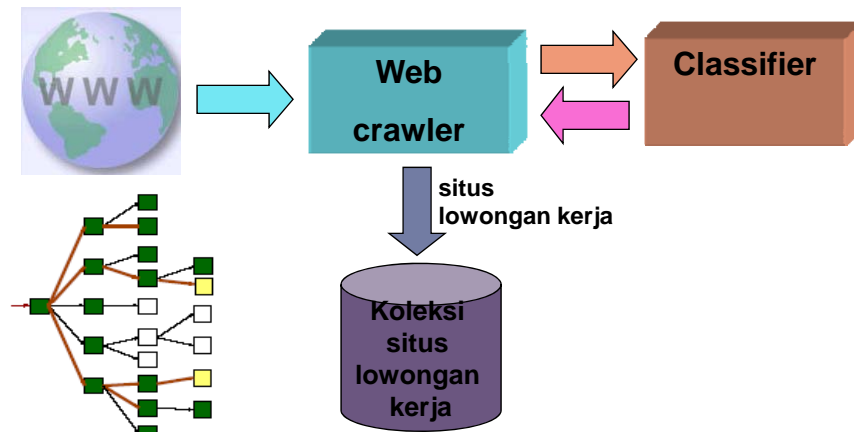 WWW
Web
crawler
Classifier
situs
lowongan kerja
Koleksi
situs
lowongan
kerja